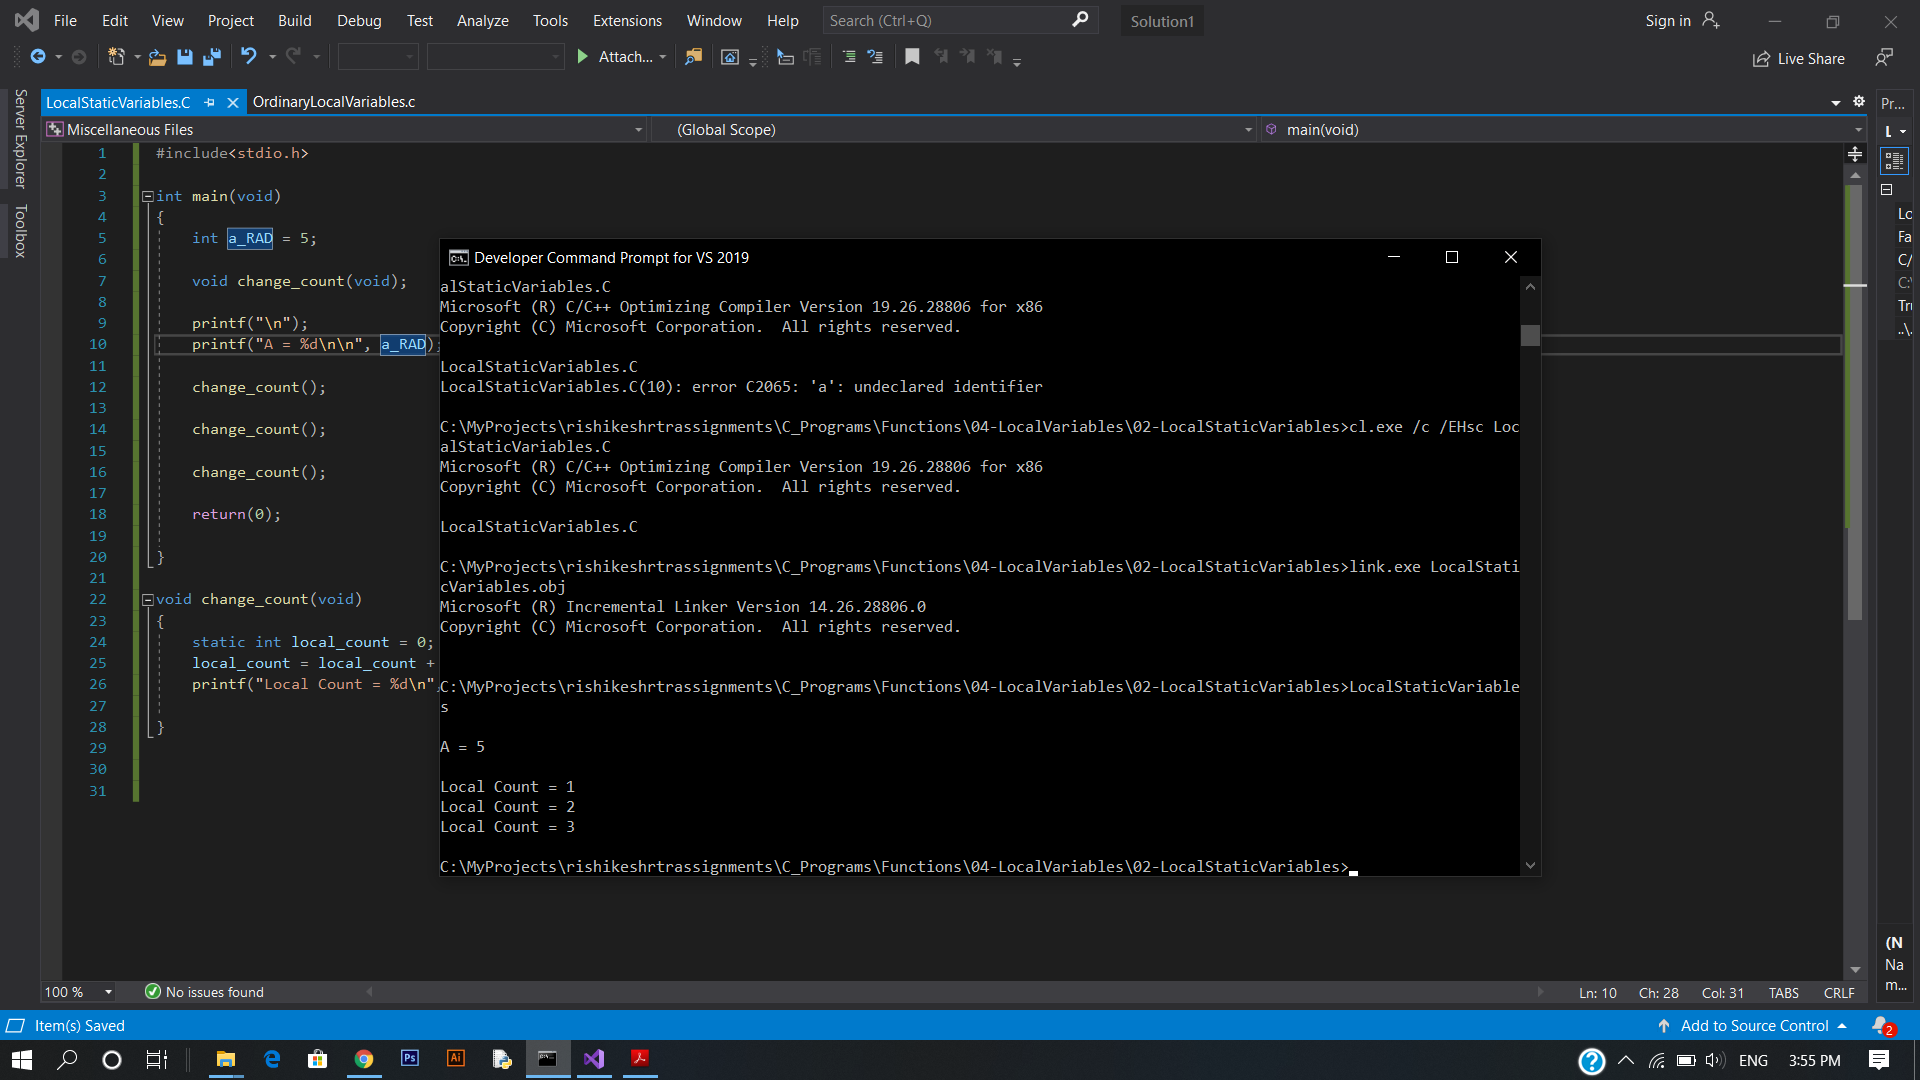 File Edit View Project Build Debug Test Analyze Tools Extensions Window Help Search (Ctrl+Q) Solution1 Sign in
Attach... Live Share
Server Explorer
Toolbox
LocalStaticVariables.C OrdinaryLocalVariables.c Pr...
Miscellaneous Files (Global Scope) main(void)
1 #include<stdio.h>
2
3 int main(void)
4 {
5 int a_RAD = 5;
6
7 void change_count(void);
8
9 printf("\n");
10 printf("A = %d\n\n", a_RAD);
11
12 change_count();
13
14 change_count();
15
16 change_count();
17
18 return(0);
19
20 }
21
22 void change_count(void)
23 {
24 static int local_count = 0;
25 local_count = local_count +
26 printf("Local Count = %d\n"
27
28 }
29
30
31
Developer Command Prompt for VS 2019
alStaticVariables.C
Microsoft (R) C/C++ Optimizing Compiler Version 19.26.28806 for x86
Copyright (C) Microsoft Corporation.  All rights reserved.
LocalStaticVariables.C
LocalStaticVariables.C(10): error C2065: 'a': undeclared identifier
C:\MyProjects\rishikeshrtrassignments\C_Programs\Functions\04-LocalVariables\02-LocalStaticVariables>cl.exe /c /EHsc Loc
alStaticVariables.C
Microsoft (R) C/C++ Optimizing Compiler Version 19.26.28806 for x86
Copyright (C) Microsoft Corporation.  All rights reserved.
LocalStaticVariables.C
C:\MyProjects\rishikeshrtrassignments\C_Programs\Functions\04-LocalVariables\02-LocalStaticVariables>link.exe LocalStati
cVariables.obj
Microsoft (R) Incremental Linker Version 14.26.28806.0
Copyright (C) Microsoft Corporation.  All rights reserved.
C:\MyProjects\rishikeshrtrassignments\C_Programs\Functions\04-LocalVariables\02-LocalStaticVariables>LocalStaticVariable
s
A = 5
Local Count = 1
Local Count = 2
Local Count = 3
C:\MyProjects\rishikeshrtrassignments\C_Programs\Functions\04-LocalVariables\02-LocalStaticVariables>
L
Lo
Fa
C/
C:
Tru
..\.
(N
Na
m...
100 % No issues found Ln: 10 Ch: 28 Col: 31 TABS CRLF
Item(s) Saved Add to Source Control 2
Ps Ai ENG 3:55 PM